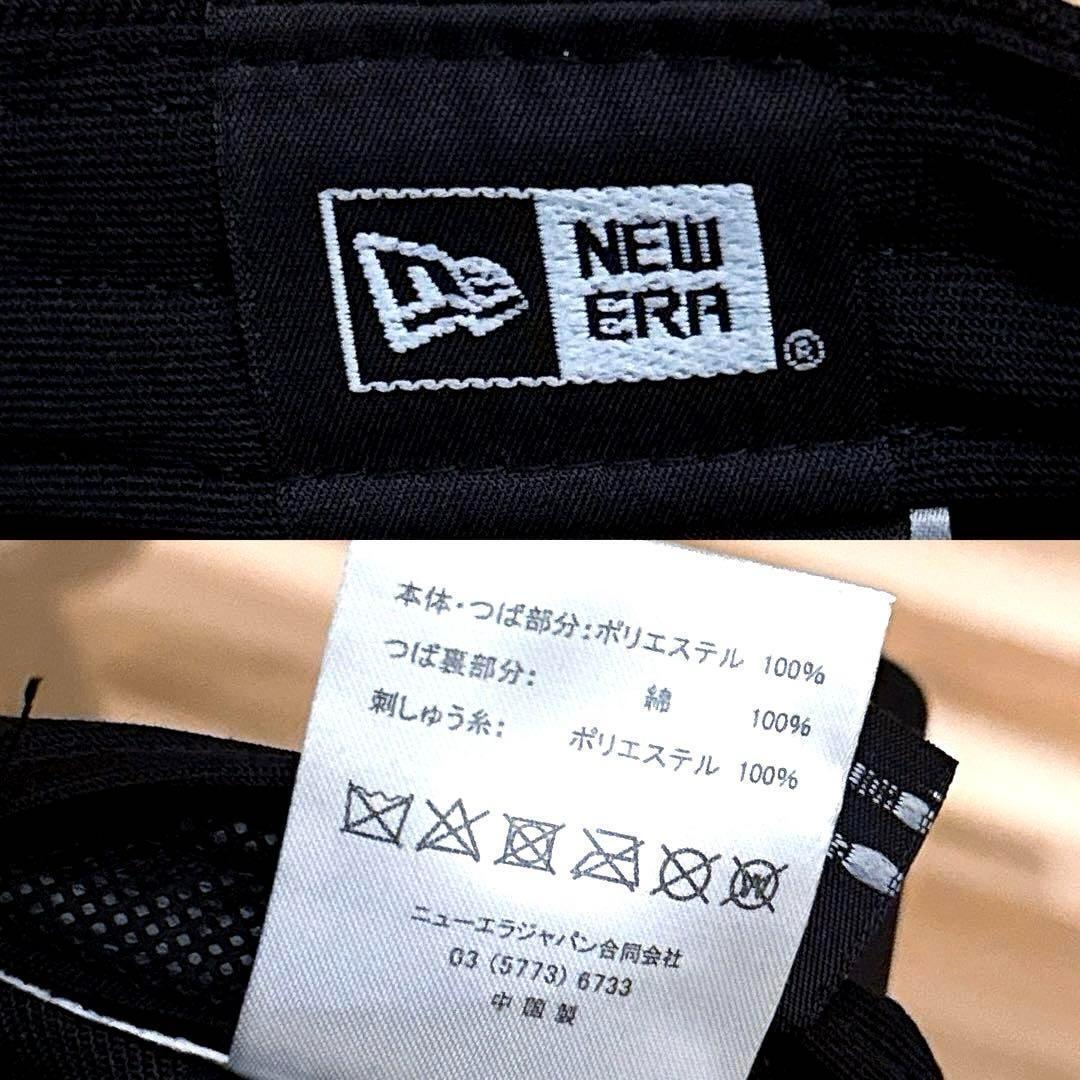 NEW
ERA
®
本体・つば部分:ポリエステル 100%
つば裏部分: 綿 100%
刺しゅう糸: ポリエステル 100%
ニューエラジャパン合同会社
03 (5773) 6733
中国製